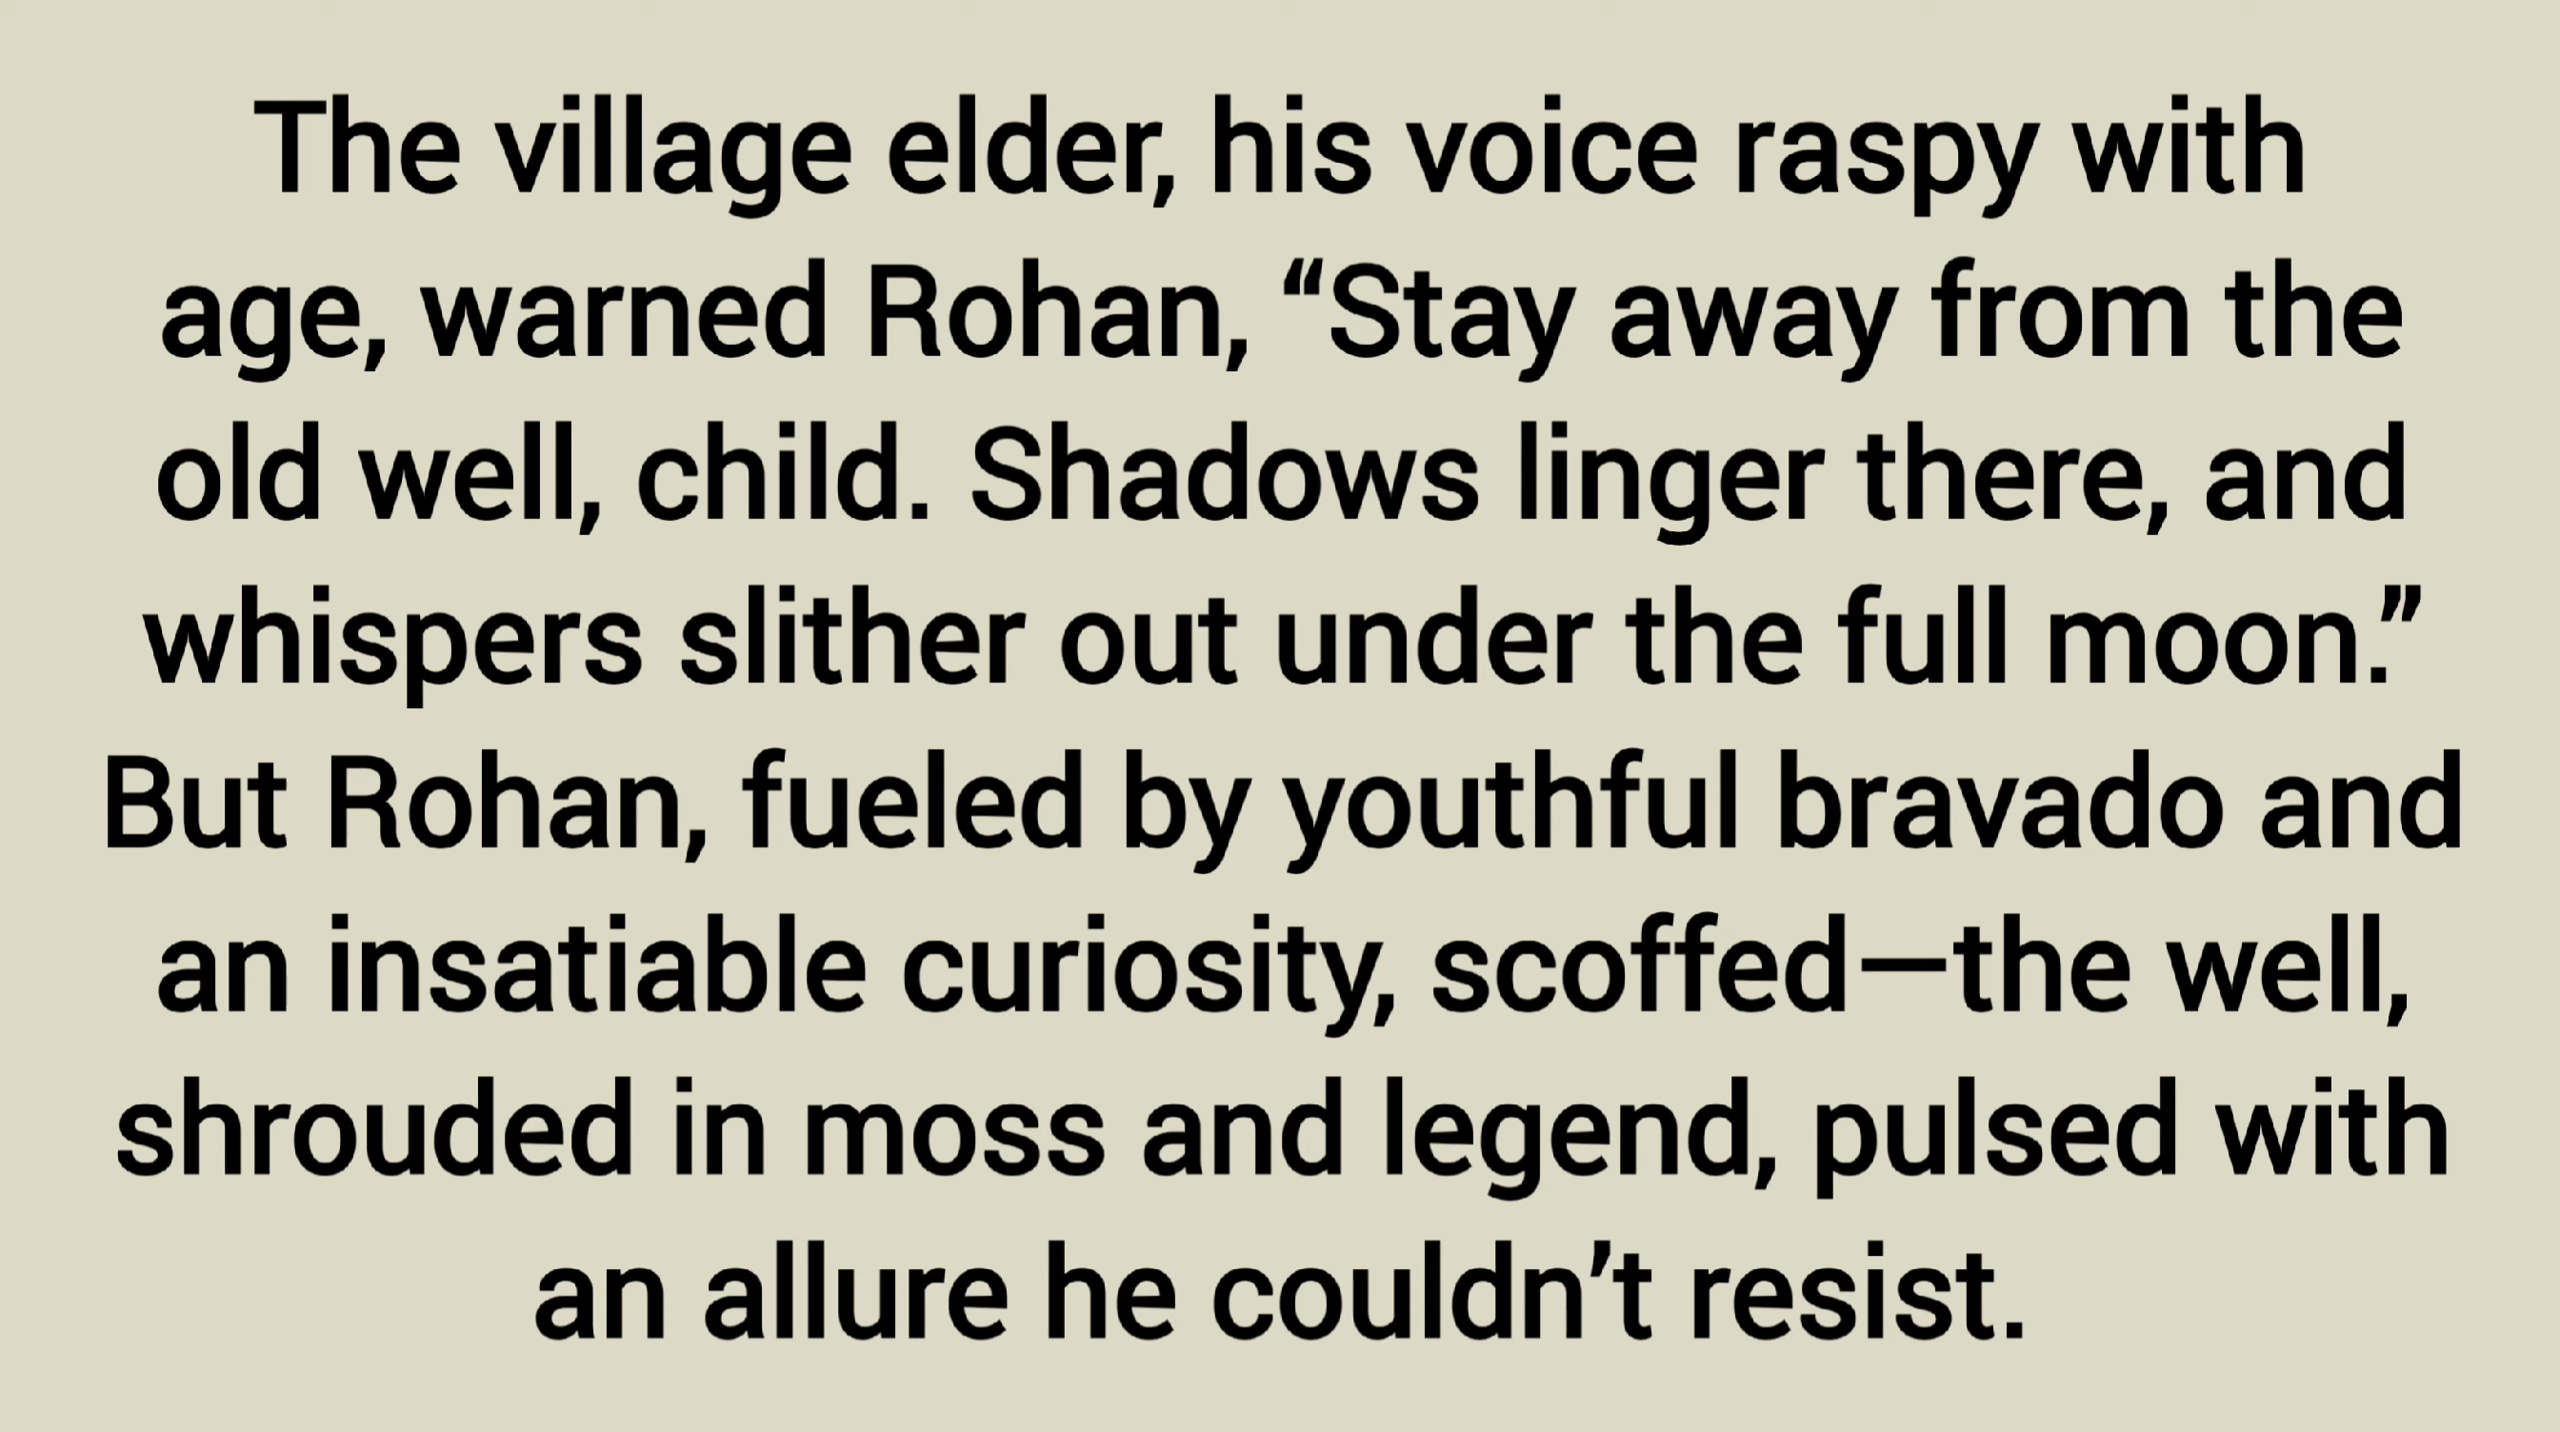 The village elder, his voice raspy with
age, warned Rohan, “Stay away from the
old well, child. Shadows linger there, and
whispers slither out under the full moon.”
But Rohan, fueled by youthful bravado and
an insatiable curiosity, scoffed—the well,
shrouded in moss and legend, pulsed with
an allure he couldn’t resist.